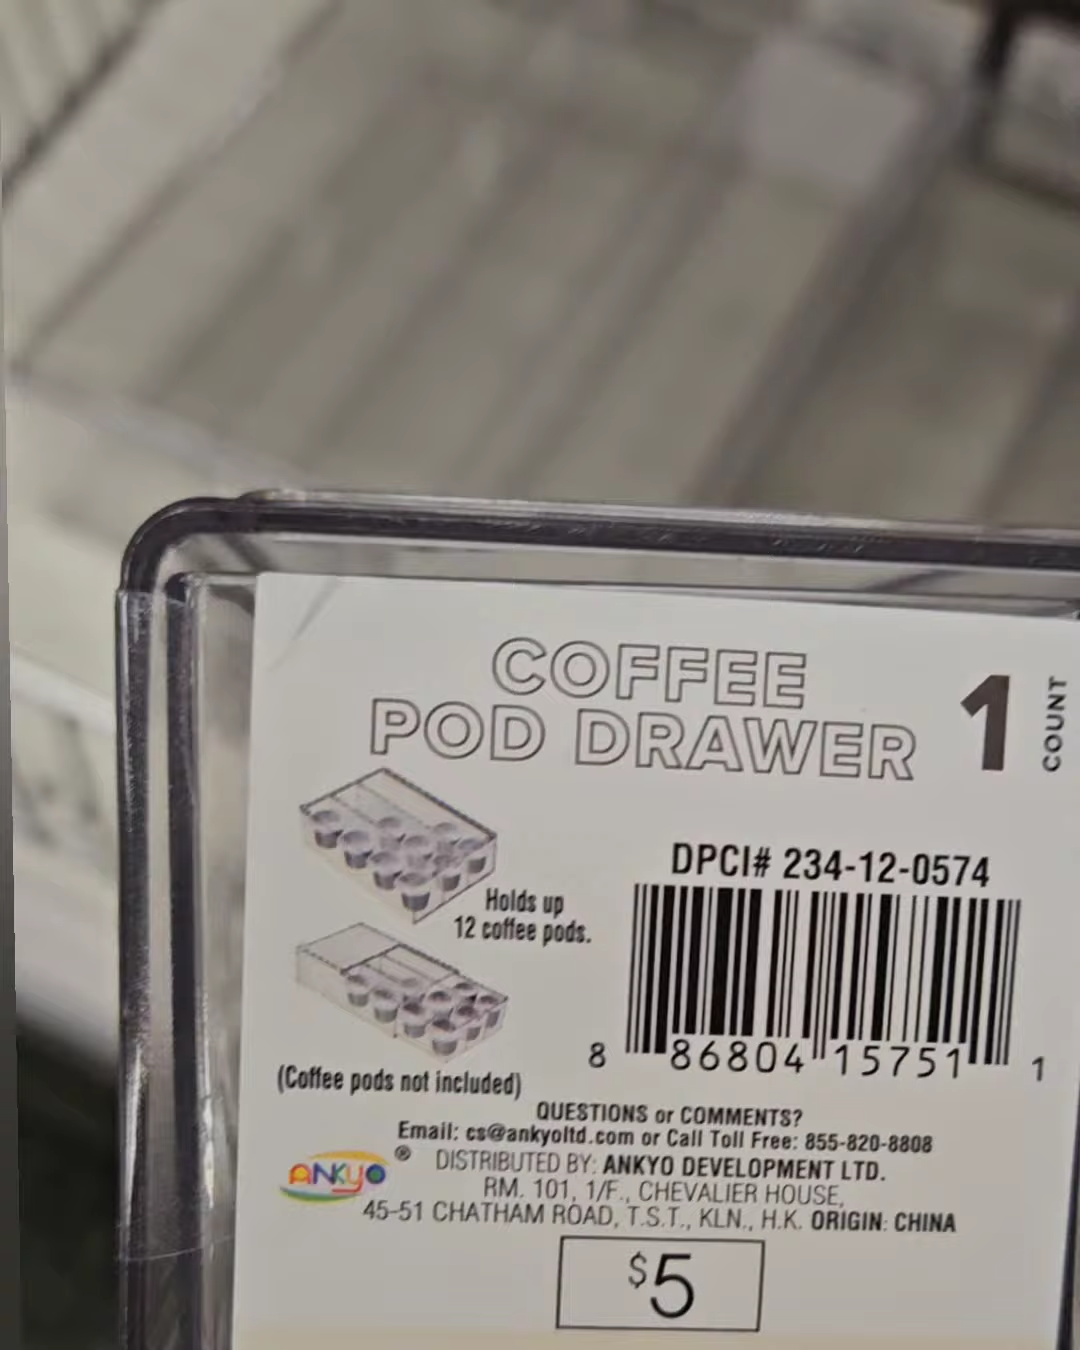 COFFEE
POD DRAWER
1
COUNT
DPCI# 234-12-0574
Holds up
12 coffee pods.
8 86804 15751 1
(Coffee pods not included)
QUESTIONS or COMMENTS?
Email: cs@ankyoltd.com or Call Toll Free: 855-820-8808
ANKYO®
DISTRIBUTED BY: ANKYO DEVELOPMENT LTD.
RM. 101, 1/F., CHEVALIER HOUSE,
45-51 CHATHAM ROAD, T.S.T., KLN., H.K. ORIGIN: CHINA
$5